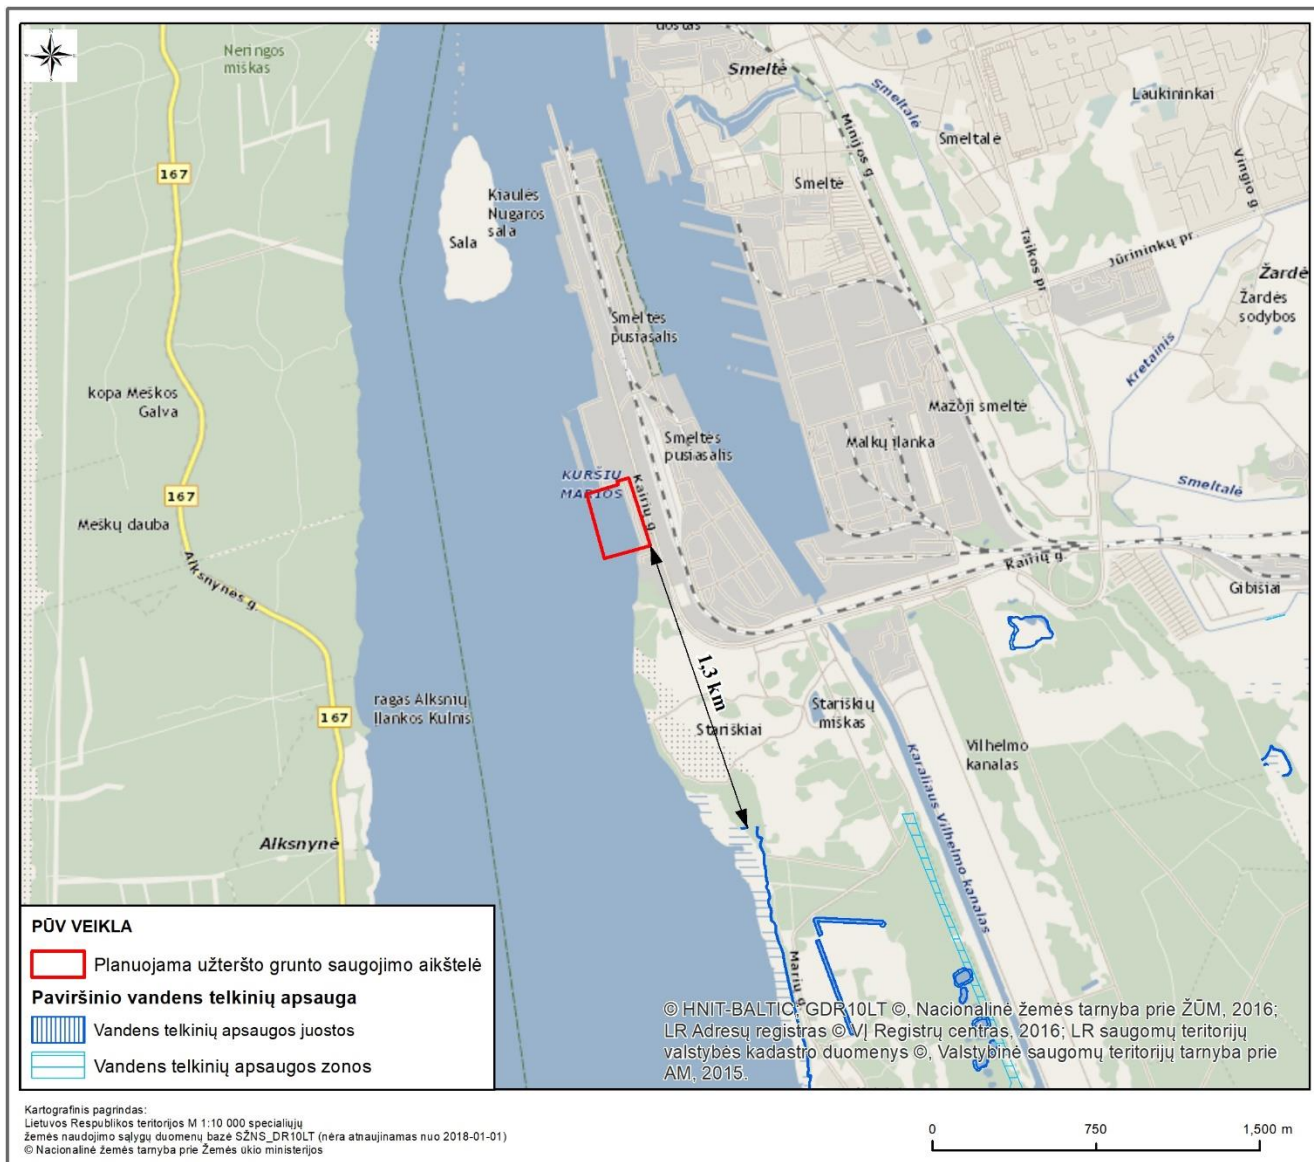 uostas
Neringos
miškas
Smeltė
Laukininkai
Smeltalė
Smeltalė
Minijos g.
Vingio g.
167
Kiaulės
Nugaros
sala
Smeltė
Sala
Taikos pr.
Jūrininkų pr.
Žardė
Žardės
sodybos
Smeltės
pusiasalis
Kretainis
kopa Meškos
Galva
Mažoji smeltė
Smeltės
pusiasalis
Malkų įlanka
KURŠIŲ
MARIOS
Kairių g.
Smeltalė
167
Meškų dauba
Alksnynės g.
Kairių g.
Gibišiai
1,3 km
ragas Alksnių
Ilankos Kulnis
167
Stariškių
miškas
Stariškiai
Vilhelmo
kanalas
Karaliaus Vilhelmo kanalas
Alksnynė
Marių g.
PŪV VEIKLA
Planuojama užteršto grunto saugojimo aikštelė
Paviršinio vandens telkinių apsauga
Vandens telkinių apsaugos juostos
Vandens telkinių apsaugos zonos
© HNIT-BALTIC, GDR10LT ©, Nacionalinė žemės tarnyba prie ŽŪM, 2016;
LR Adresų registras © VĮ Registrų centras, 2016; LR saugomų teritorijų
valstybės kadastro duomenys ©, Valstybinė saugomų teritorijų tarnyba prie
AM, 2015.
Kartografinis pagrindas:
Lietuvos Respublikos teritorijos M 1:10 000 specialiųjų
žemės naudojimo sąlygų duomenų bazė SŽNS_DR10LT (nėra atnaujinamas nuo 2018-01-01)
© Nacionalinė žemės tarnyba prie Žemės ūkio ministerijos
0 750 1,500 m